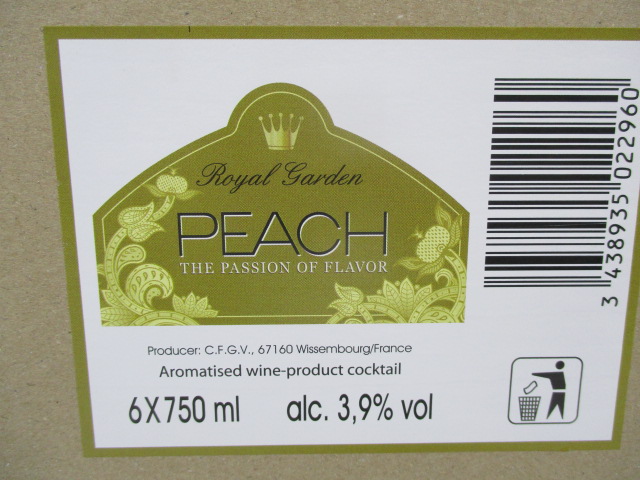 Royal Garden
PEACH
THE PASSION OF FLAVOR
Producer: C.F.G.V., 67160 Wissembourg/France
Aromatised wine-product cocktail
6X750 ml alc. 3,9% vol
3 438935 022960